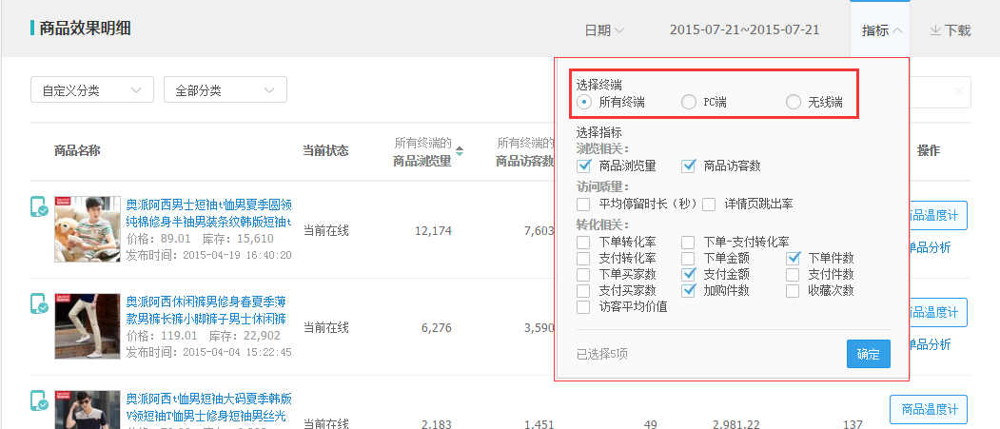 商品效果明细
日期
2015-07-21~2015-07-21
指标
下载
自定义分类
全部分类
选择终端
所有终端
PC端
无线端
选择指标
浏览相关：
商品浏览量
商品访客数
访问质量：
平均停留时长（秒）
详情页跳出率
转化相关：
下单转化率
下单-支付转化率
支付转化率
下单金额
下单件数
下单买家数
支付金额
支付件数
支付买家数
加购件数
收藏次数
访客平均价值
已选择5项
确定
商品名称
当前状态
所有终端的
商品浏览量
所有终端的
商品访客数
操作
奥派阿西男士短袖t恤男夏季圆领
纯棉修身半袖男装条纹韩版短袖t
价格：89.01 库存：15,610
发布时间：2015-04-19 16:40:20
当前在线
12,174
7,603
商品温度计
单品分析
奥派阿西休闲裤男修身春夏季薄
款男裤长裤小脚裤子男士休闲裤
价格：119.01 库存：22,902
发布时间：2015-04-04 15:22:45
当前在线
6,276
3,590
商品温度计
单品分析
奥派阿西t恤男短袖大码夏季韩版
V领短袖T恤男士修身短袖男丝光
当前在线
2,183
1,451
49
2,981.22
137
商品温度计